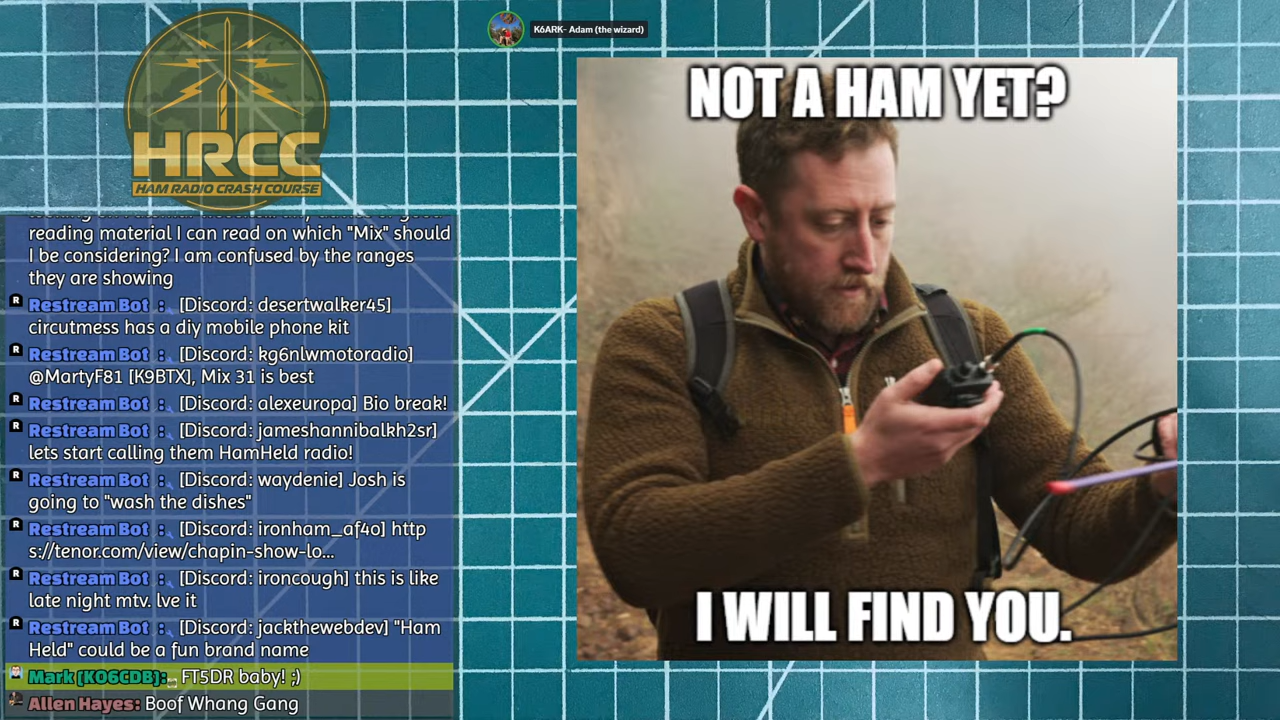 K6ARK- Adam (the wizard)
HRCC
HAM RADIO CRASH COURSE
NOT A HAM YET?
I WILL FIND YOU.
reading material I can read on which "Mix" should
I be considering? I am confused by the ranges
they are showing
Restream Bot : [Discord: desertwalker45]
circutmess has a diy mobile phone kit
Restream Bot : [Discord: kg6nlwmotoradio]
@MartyF81 [K9BTX], Mix 31 is best
Restream Bot : [Discord: alexeuropa] Bio break!
Restream Bot : [Discord: jameshannibalkh2sr]
lets start calling them HamHeld radio!
Restream Bot : [Discord: waydenie] Josh is
going to "wash the dishes"
Restream Bot : [Discord: ironham_af4o] http
s://tenor.com/view/chapin-show-lo...
Restream Bot : [Discord: ironcough] this is like
late night mtv. lve it
Restream Bot : [Discord: jackthewebdev] "Ham
Held" could be a fun brand name
Mark (KO6CDB): FT5DR baby! ;)
Allen Hayes: Boof Whang Gang